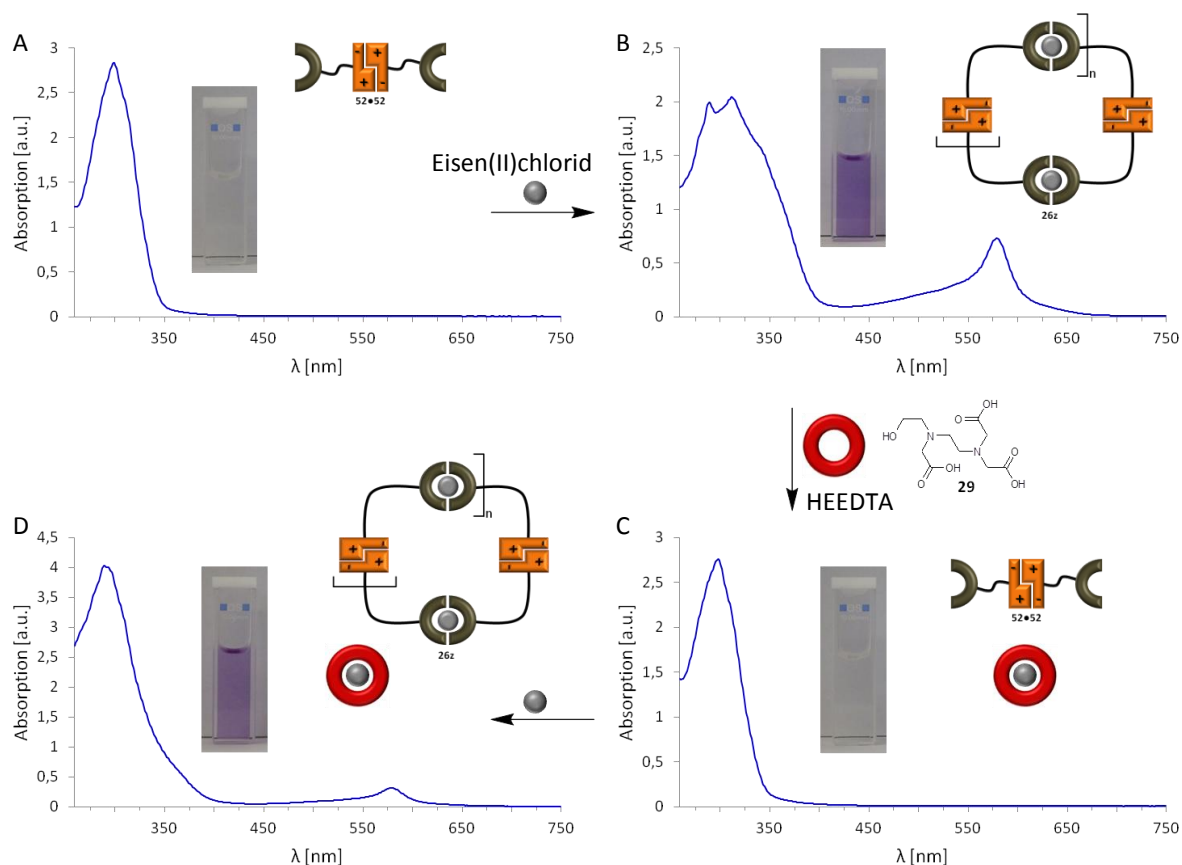 A
Absorption [a.u.]
3
2,5
2
1,5
1
0,5
0
350 450 550 650 750
λ [nm]
- +
+ -
52●52
Eisen(II)chlorid
B
Absorption [a.u.]
2,5
2
1,5
1
0,5
0
350 400 450 500 550 600 650 700 750
λ [nm]
n
+ +
26z
HEEDTA
HO
N
O
OH
N
O
OH
O
OH
29
D
Absorption [a.u.]
4,5
4
3,5
3
2,5
2
1,5
1
0,5
0
350 450 550 650 750
λ [nm]
n
+ +
26z
C
Absorption [a.u.]
3
2,5
2
1,5
1
0,5
0
350 450 550 650 750
λ [nm]
- +
+ -
52●52